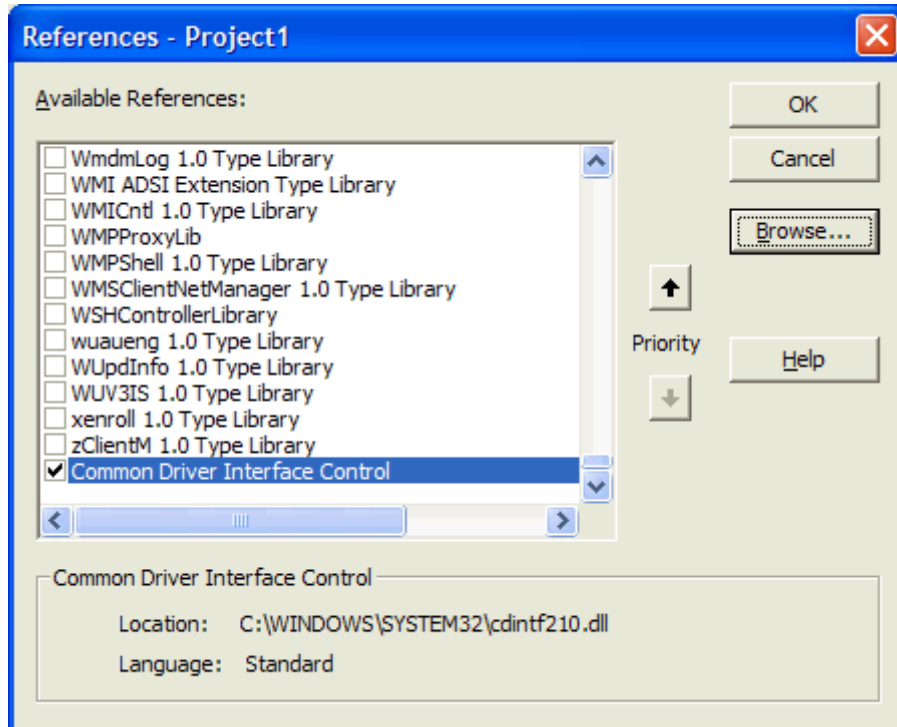 References - Project1
Available References:
OK
Cancel
Browse...
Help
WmdmLog 1.0 Type Library
WMI ADSI Extension Type Library
WMICntl 1.0 Type Library
WMPProxyLib
WMPShell 1.0 Type Library
WMSClientNetManager 1.0 Type Library
WSHControllerLibrary
wuaueng 1.0 Type Library
WUpdInfo 1.0 Type Library
WUV3IS 1.0 Type Library
xenroll 1.0 Type Library
zClientM 1.0 Type Library
Common Driver Interface Control
Priority
Common Driver Interface Control
Location: C:\WINDOWS\SYSTEM32\cdintf210.dll
Language: Standard